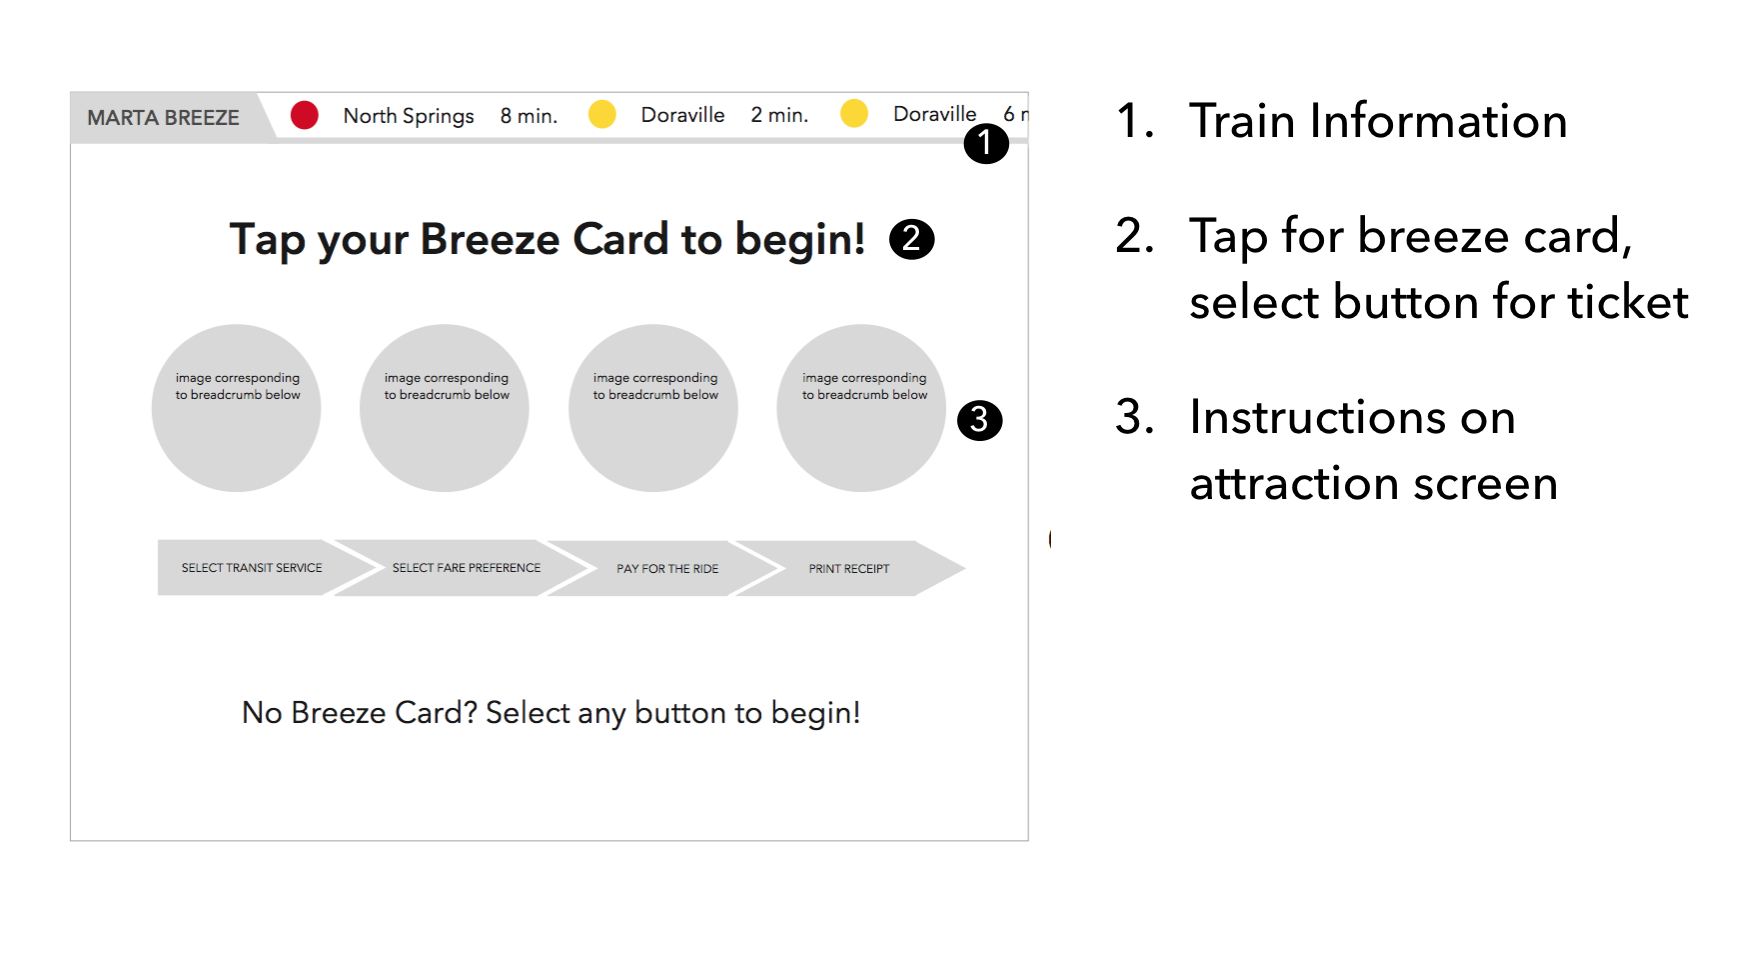 MARTA BREEZE North Springs 8 min. Doraville 2 min. Doraville 6
1
Tap your Breeze Card to begin! 2
image corresponding
to breadcrumb below
image corresponding
to breadcrumb below
image corresponding
to breadcrumb below
image corresponding
to breadcrumb below
3
SELECT TRANSIT SERVICE SELECT FARE PREFERENCE PAY FOR THE RIDE PRINT RECEIPT
No Breeze Card? Select any button to begin!
1. Train Information
2. Tap for breeze card,
select button for ticket
3. Instructions on
attraction screen